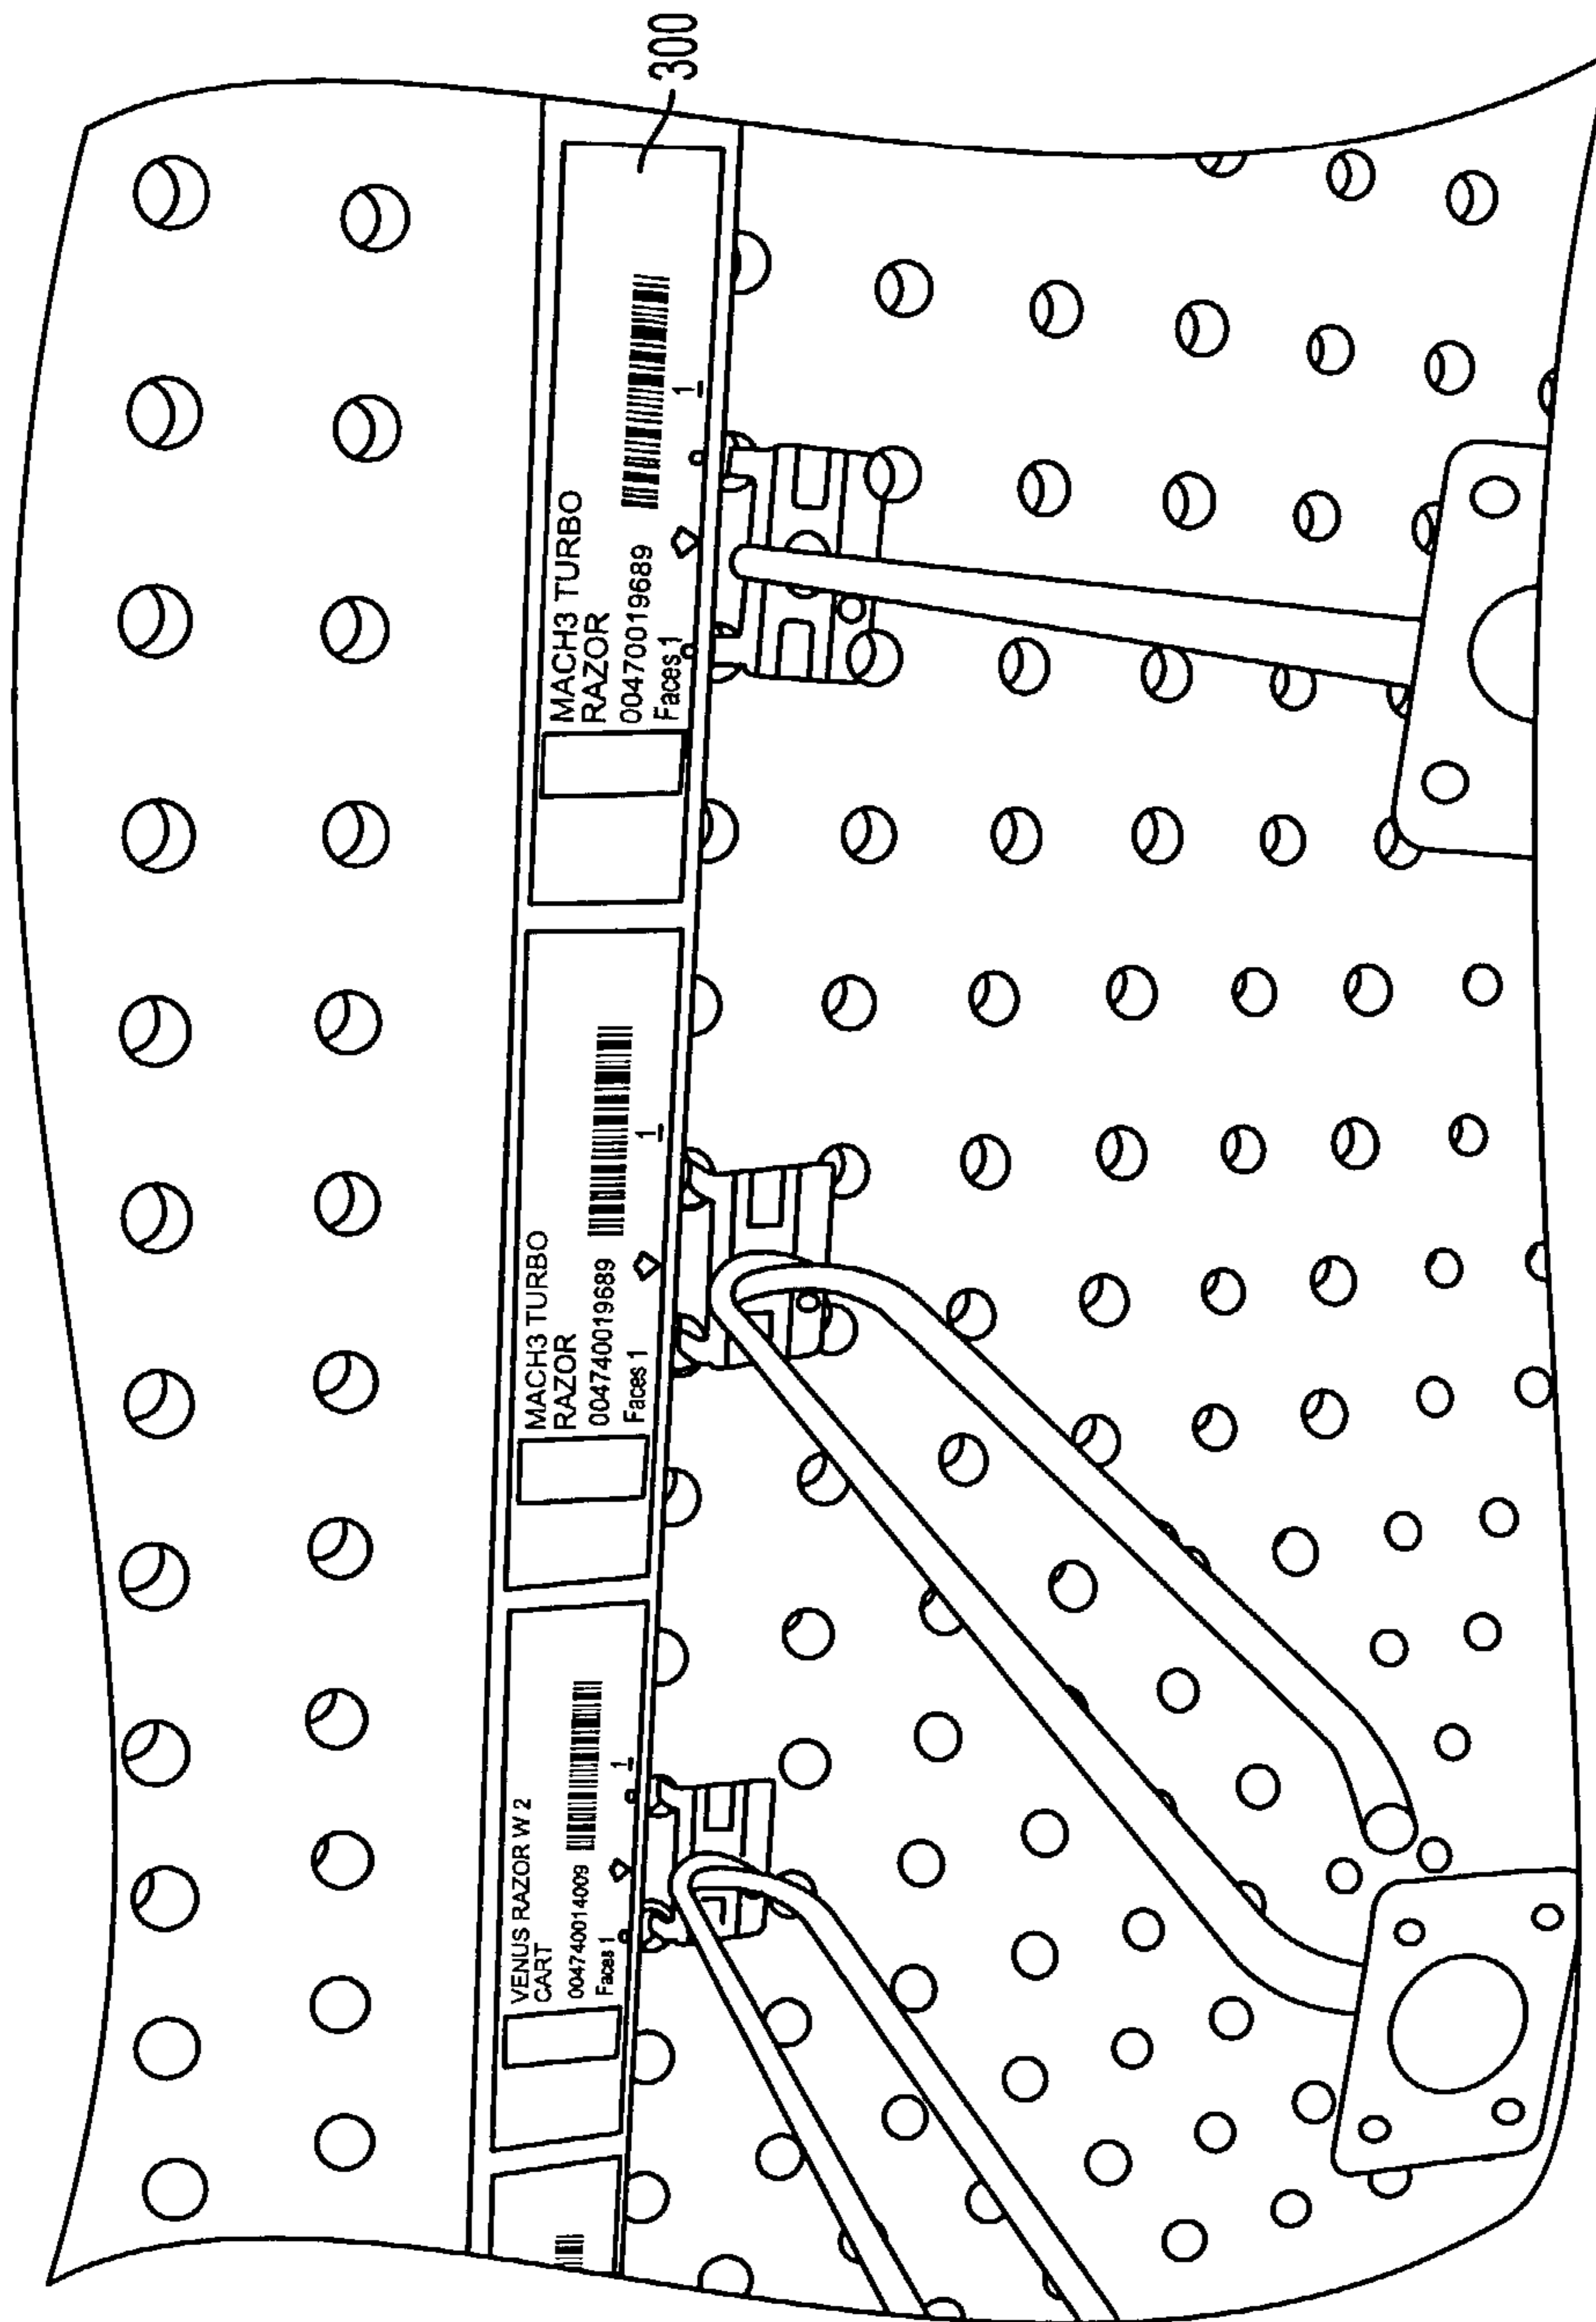 300
VENUS RAZOR W 2
CART
004740014009
Faces 1
1
MACH3 TURBO
RAZOR
004740019689
Faces 1
1
MACH3 TURBO
RAZOR
00470019689
Faces 1
1